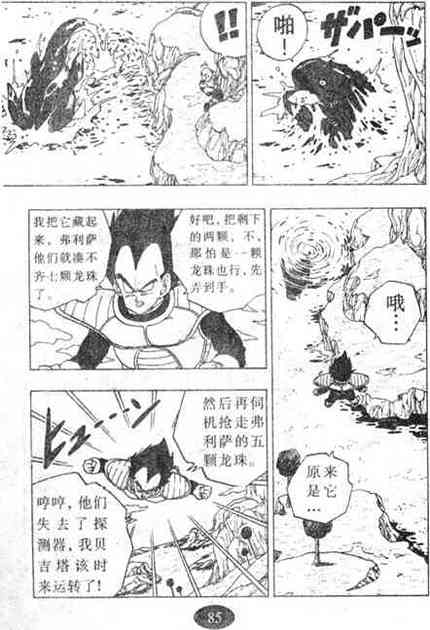 ザパーッ
啪!
!!
哦
…
原来
是它
…
好吧，把剩下
的两颗，不，
那怕是一颗
龙珠也行，先
弄到手。
我把它藏起
来，弗利萨
他们就凑不
齐七颗龙珠
了。
然后再伺
机抢走弗
利萨的五
颗龙珠。
ビューン
哼哼，他们
失去了探
测器，我贝
吉塔该时
来运转了!
85